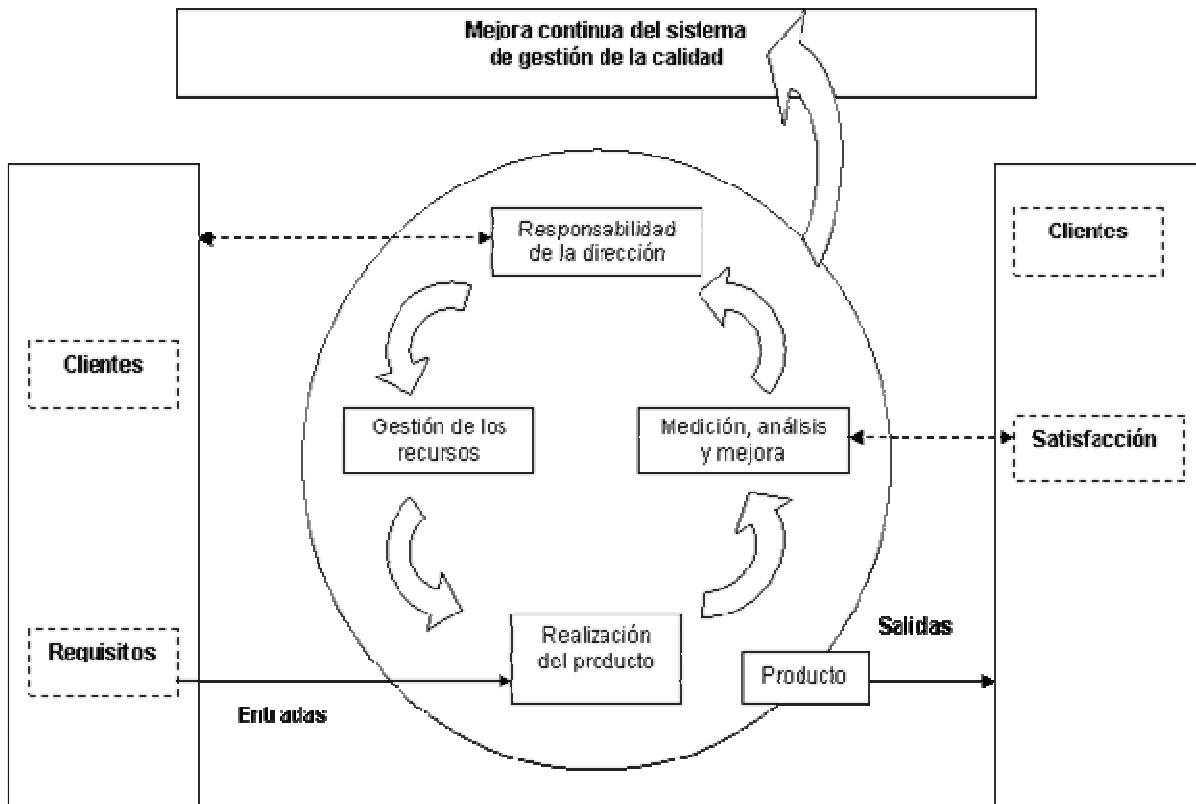 Mejora continua del sistema
de gestión de la calidad
Responsabilidad
de la dirección
Clientes
Clientes
Gestión de los
recursos
Medición, análisis
y mejora
Satisfacción
Realización
del producto
Salidas
Requisitos
Producto
Entradas